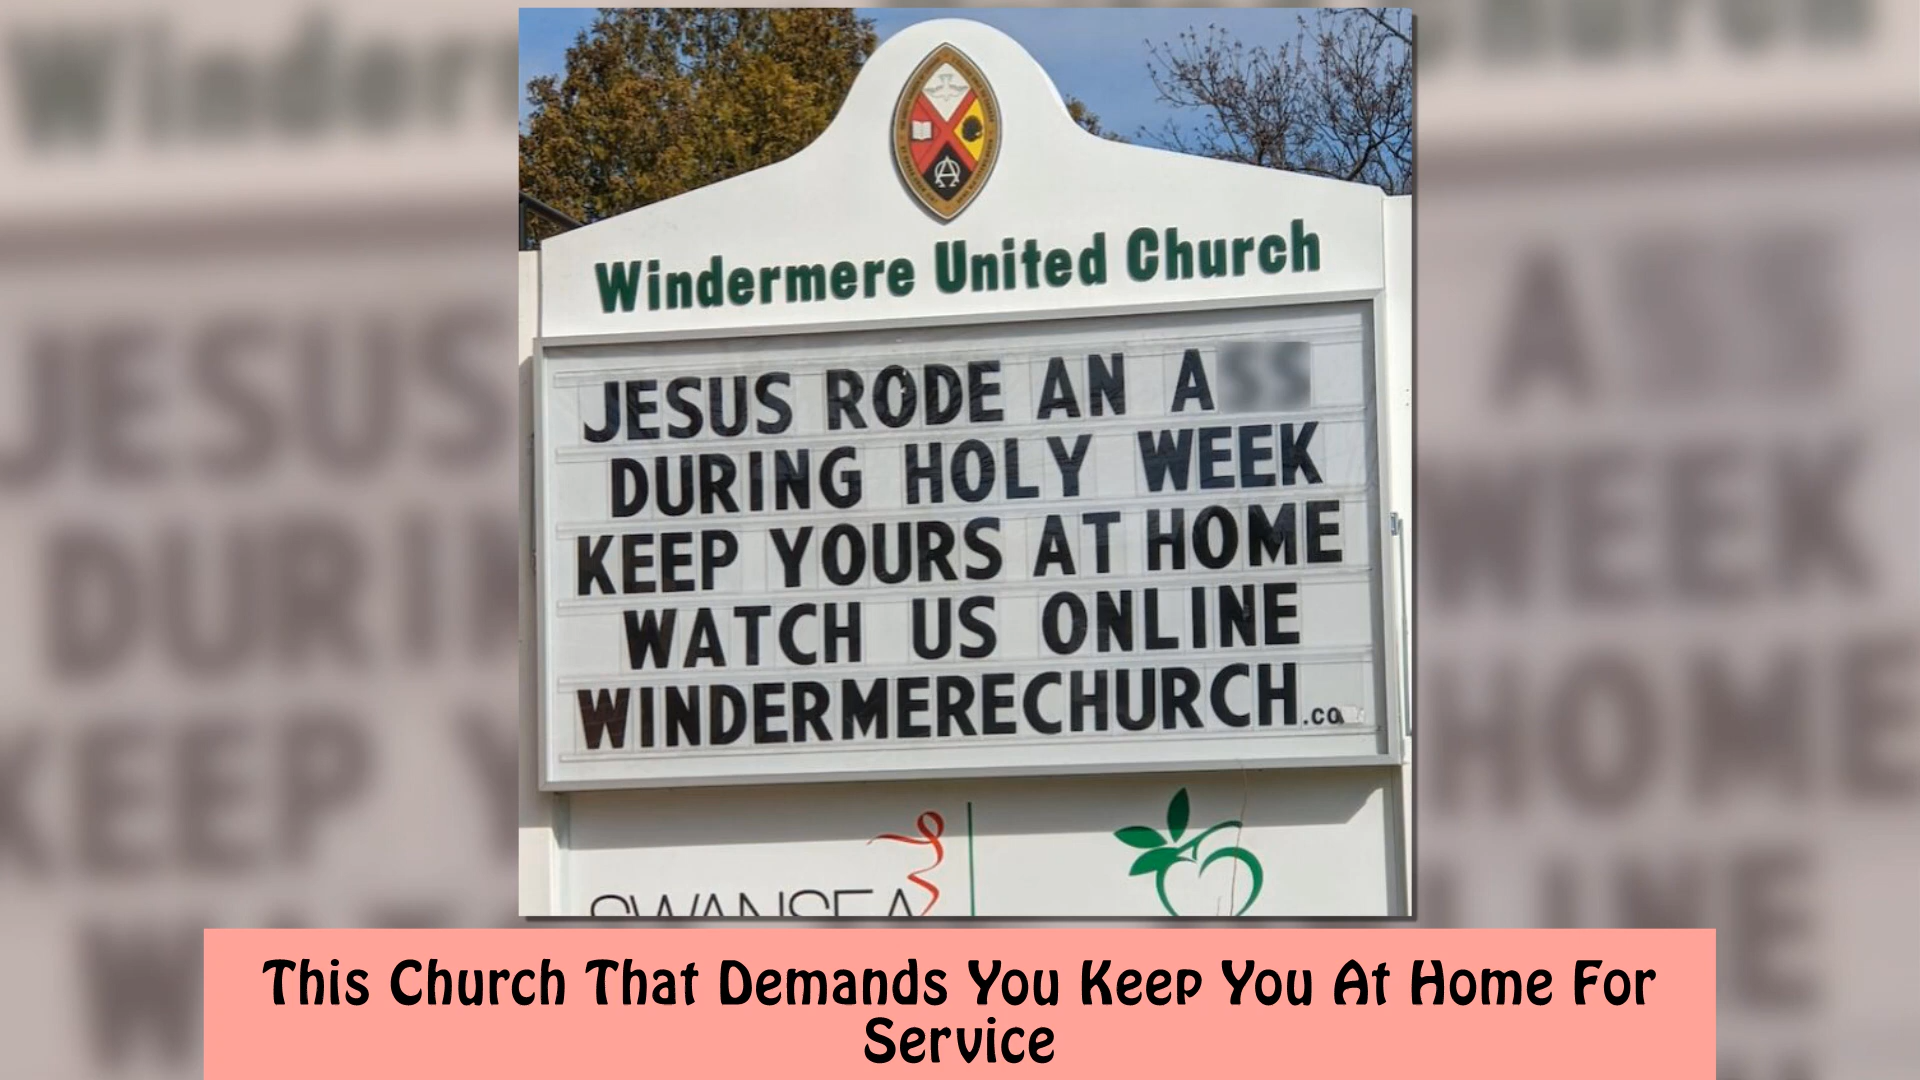 Windermere United Church
JESUS RODE AN A
DURING HOLY WEEK
KEEP YOURS AT HOME
WATCH US ONLINE
WINDERMERECHURCH.co
SWANSEA
This Church That Demands You Keep You At Home For
Service